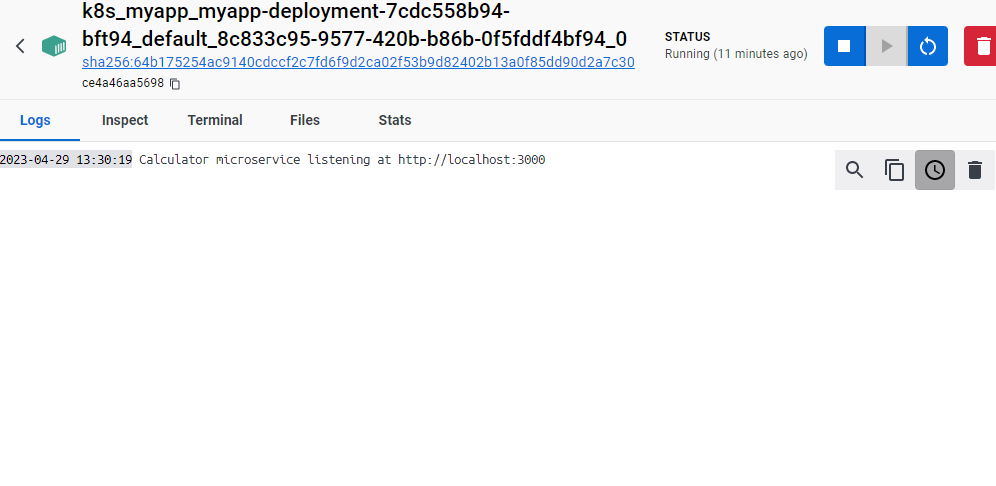 k8s_myapp_myapp-deployment-7cdc558b94-
bft94_default_8c833c95-9577-420b-b86b-0f5fddf4bf94_0
sha256:64b175254ac9140cdccf2c7fd6f9d2ca02f53b9d82402b13a0f85dd90d2a7c30
ce4a46aa5698
STATUS
Running (11 minutes ago)
Logs Inspect Terminal Files Stats
2023-04-29 13:30:19 Calculator microservice listening at http://localhost:3000